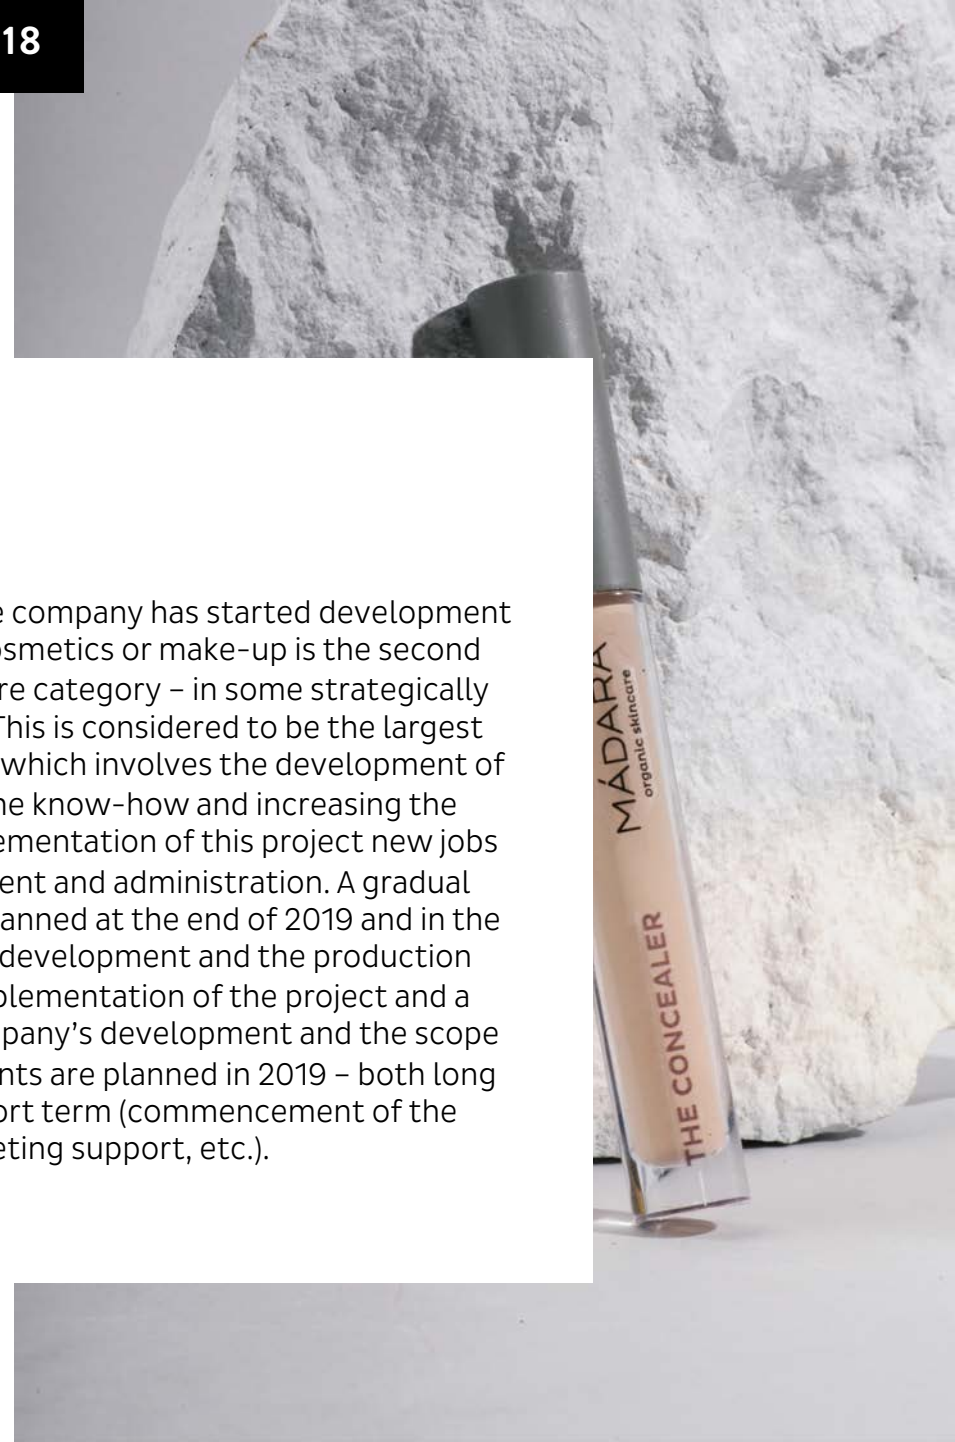 18
e company has started development
osmetics or make-up is the second
re category – in some strategically
This is considered to be the largest
which involves the development of
he know-how and increasing the
ementation of this project new jobs
ent and administration. A gradual
anned at the end of 2019 and in the
development and the production
plementation of the project and a
pany’s development and the scope
nts are planned in 2019 – both long
ort term (commencement of the
eting support, etc.).
MÁDARA
organic skincare
THE CONCEALER